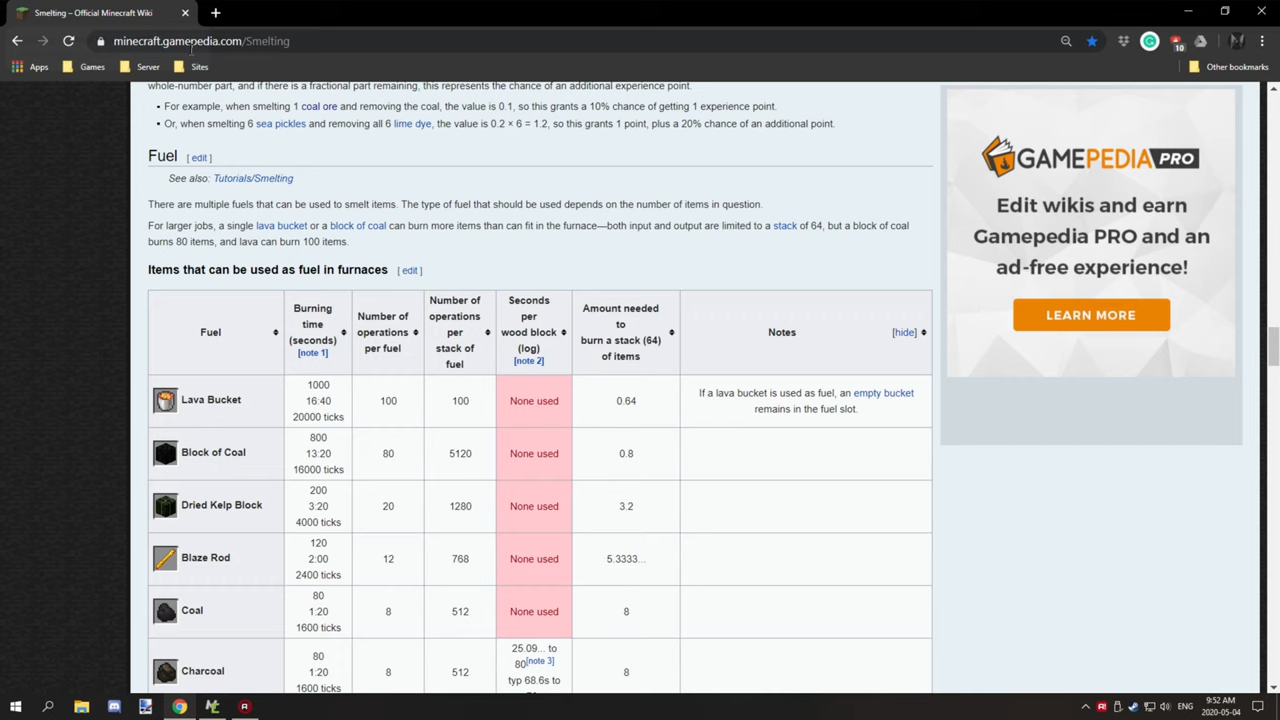 Smelting – Official Minecraft Wiki
minecraft.gamepedia.com/Smelting
10
Apps
Games
Server
Sites
Other bookmarks
whole-number part, and if there is a fractional part remaining, this represents the chance of an additional experience point.
• For example, when smelting 1 coal ore and removing the coal, the value is 0.1, so this grants a 10% chance of getting 1 experience point.
• Or, when smelting 6 sea pickles and removing all 6 lime dye, the value is 0.2 × 6 = 1.2, so this grants 1 point, plus a 20% chance of an additional point.
Fuel [ edit ]
See also: Tutorials/Smelting
There are multiple fuels that can be used to smelt items. The type of fuel that should be used depends on the number of items in question.
For larger jobs, a single lava bucket or a block of coal can burn more items than can fit in the furnace—both input and output are limited to a stack of 64, but a block of coal
burns 80 items, and lava can burn 100 items.
Items that can be used as fuel in furnaces [ edit ]
Fuel
Burning
time
(seconds)
[note 1]
Number of
operations
per fuel
Number of
operations
per
stack of
fuel
Seconds
per
wood block
(log)
[note 2]
Amount needed
to
burn a stack (64)
of items
Notes
[hide]
Lava Bucket
1000
16:40
20000 ticks
100
100
None used
0.64
If a lava bucket is used as fuel, an empty bucket
remains in the fuel slot.
Block of Coal
800
13:20
16000 ticks
80
5120
None used
0.8
Dried Kelp Block
200
3:20
4000 ticks
20
1280
None used
3.2
Blaze Rod
120
2:00
2400 ticks
12
768
None used
5.3333...
Coal
80
1:20
1600 ticks
8
512
None used
8
Charcoal
80
1:20
1600 ticks
8
512
25.09... to
80[note 3]
typ 68.6s to
8
GAMEPEDIA PRO
Edit wikis and earn
Gamepedia PRO and an
ad-free experience!
LEARN MORE
ENG
9:52 AM
2020-05-04